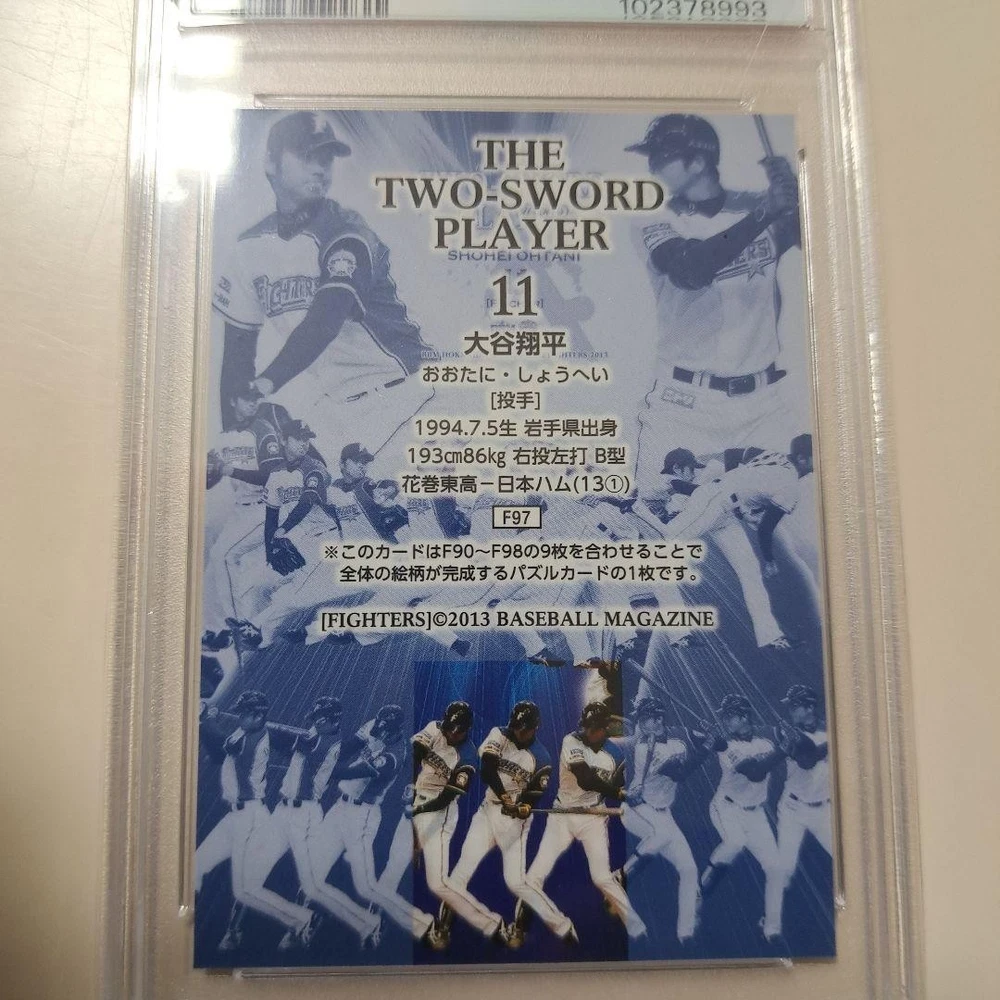 102378993
THE
TWO-SWORD
PLAYER
SHOHEI OHTANI
11
大谷翔平
おおたに・しょうへい
[投手]
1994.7.5生 岩手県出身
193㎝86㎏ 右投左打 B型
花巻東高－日本ハム(13①)
F97
※このカードはF90～F98の9枚を合わせることで
全体の絵柄が完成するパズルカードの1枚です。
[FIGHTERS]©2013 BASEBALL MAGAZINE